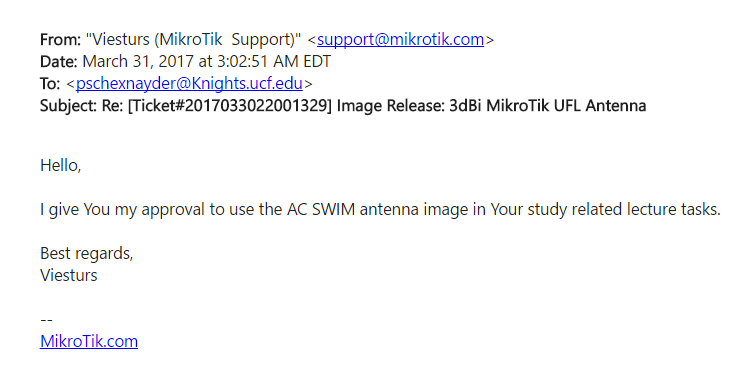 From: "Viesturs (MikroTik Support)" <support@mikrotik.com>
Date: March 31, 2017 at 3:02:51 AM EDT
To: <pschexnayder@Knights.ucf.edu>
Subject: Re: [Ticket#2017033022001329] Image Release: 3dBi MikroTik UFL Antenna
Hello,
I give You my approval to use the AC SWIM antenna image in Your study related lecture tasks.
Best regards,
Viesturs
--
MikroTik.com